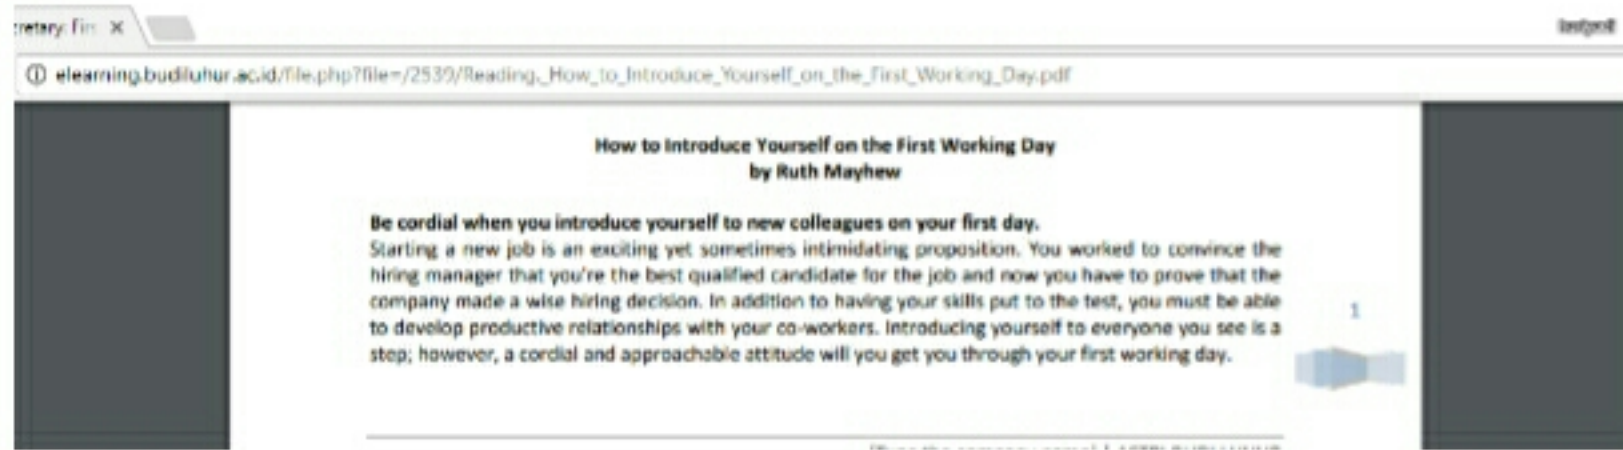 cretary: Fir
elearning.budiluhur.ac.id/file.php?file=/2539/Reading._How_to_Introduce_Yourself_on_the_First_Working_Day.pdf
How to Introduce Yourself on the First Working Day
by Ruth Mayhew
Be cordial when you introduce yourself to new colleagues on your first day.
Starting a new job is an exciting yet sometimes intimidating proposition. You worked to convince the
hiring manager that you're the best qualified candidate for the job and now you have to prove that the
company made a wise hiring decision. In addition to having your skills put to the test, you must be able
to develop productive relationships with your co-workers. Introducing yourself to everyone you see is a
step; however, a cordial and approachable attitude will you get you through your first working day.
1